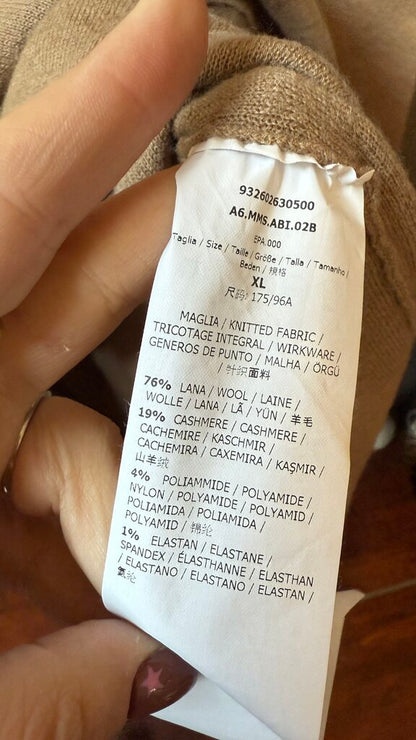 932602630500
A6.MMS.ABI.02B
EPA.000
Taglia / Size / Taille / Größe / Talla / Tamanho /
Beden / 规格
XL
尺码: 175/96A
MAGLIA / KNITTED FABRIC /
TRICOTAGE INTEGRAL / WIRKWARE /
GENEROS DE PUNTO / MALHA / ÖRGÜ
/ 针织面料
76% LANA / WOOL / LAINE /
WOLLE / LANA / LÃ / YÜN / 羊毛
19% CASHMERE / CASHMERE /
CACHEMIRE / KASCHMIR /
CACHEMIRA / CAXEMIRA / KAŞMIR /
山羊绒
4% POLIAMMIDE / POLYAMIDE /
NYLON / POLYAMIDE / POLYAMID /
POLIAMIDA / POLIAMIDA /
POLYAMID / 锦纶
1% ELASTAN / ELASTANE /
SPANDEX / ÉLASTHANNE / ELASTHAN
/ ELASTANO / ELASTANO / ELASTAN /
氨纶